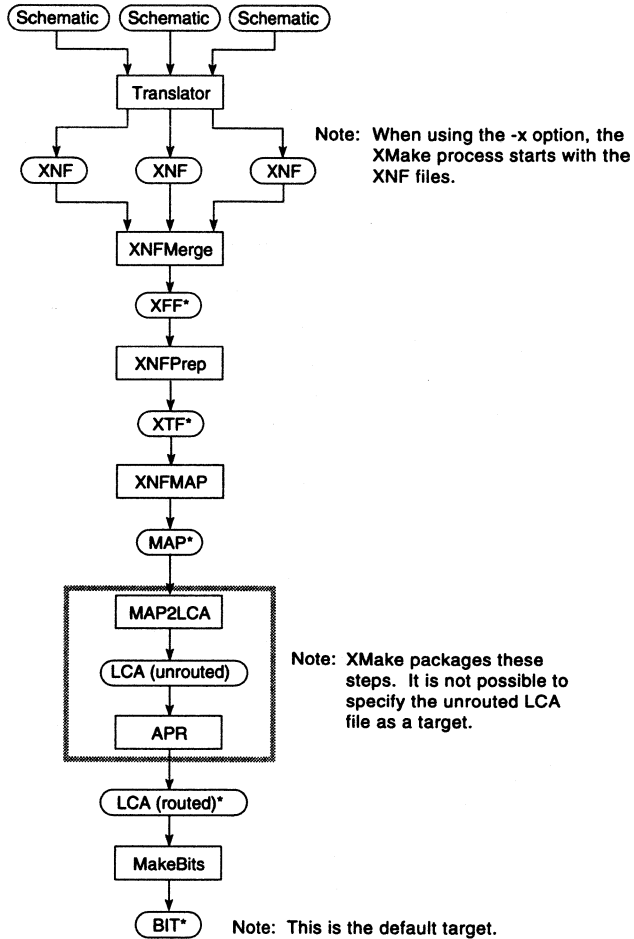 Schematic Schematic Schematic
Translator
Note: When using the -x option, the
XMake process starts with the
XNF files.
XNF XNF XNF
XNFMerge
XFF*
XNFPrep
XTF*
XNFMAP
MAP*
MAP2LCA
LCA (unrouted)
APR
Note: XMake packages these
steps. It is not possible to
specify the unrouted LCA
file as a target.
LCA (routed)*
MakeBits
BIT*
Note: This is the default target.